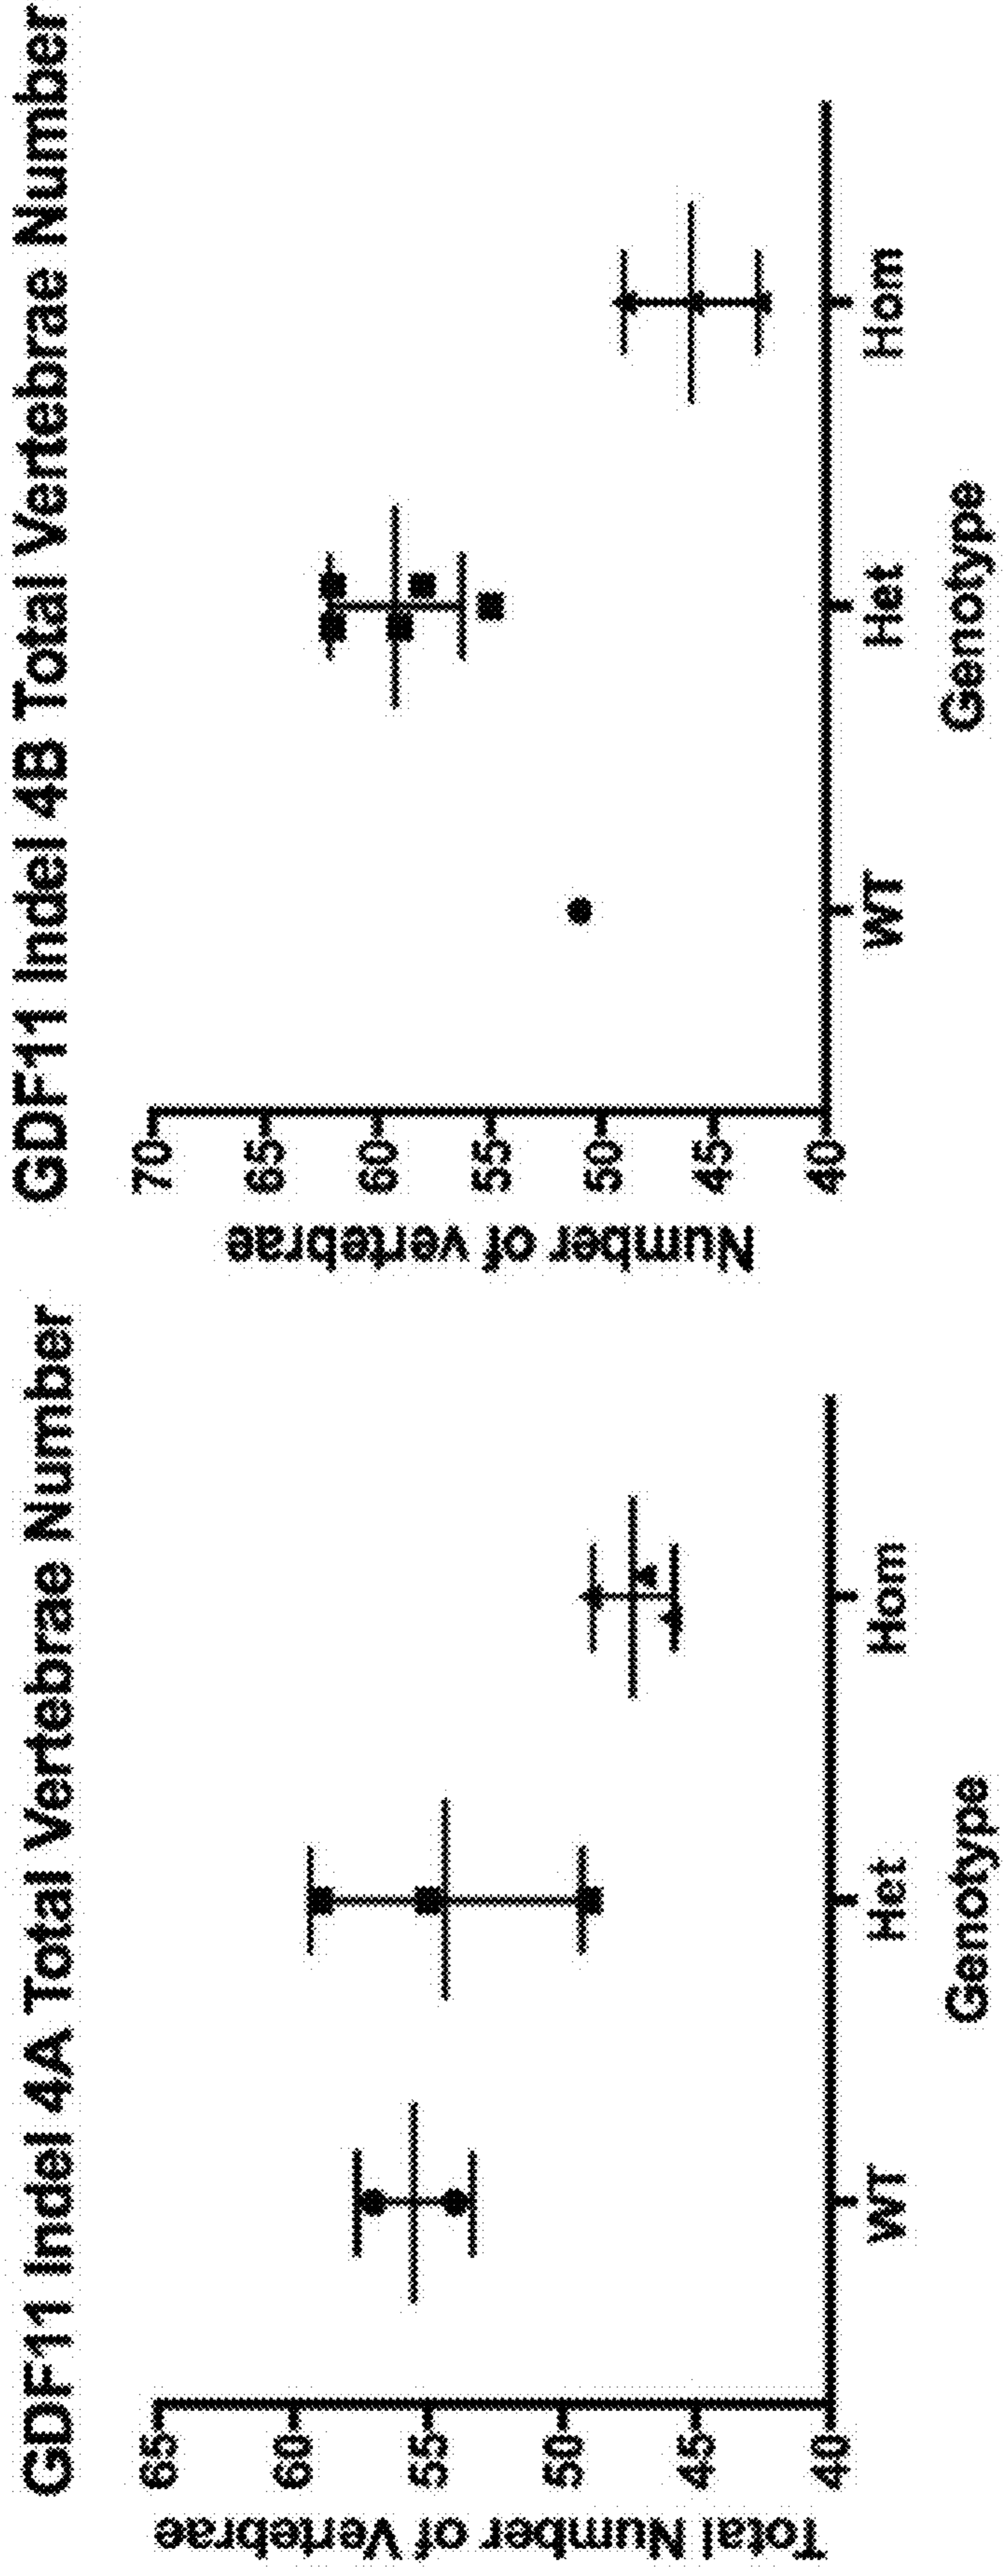 GDF11 Indel 4A Total Vertebrae Number
Total Number of Vertebrae
65
60
55
50
45
40
WT
Het
Hom
Genotype
GDF11 Indel 4B Total Vertebrae Number
Number of vertebrae
70
65
60
55
50
45
40
WT
Het
Hom
Genotype